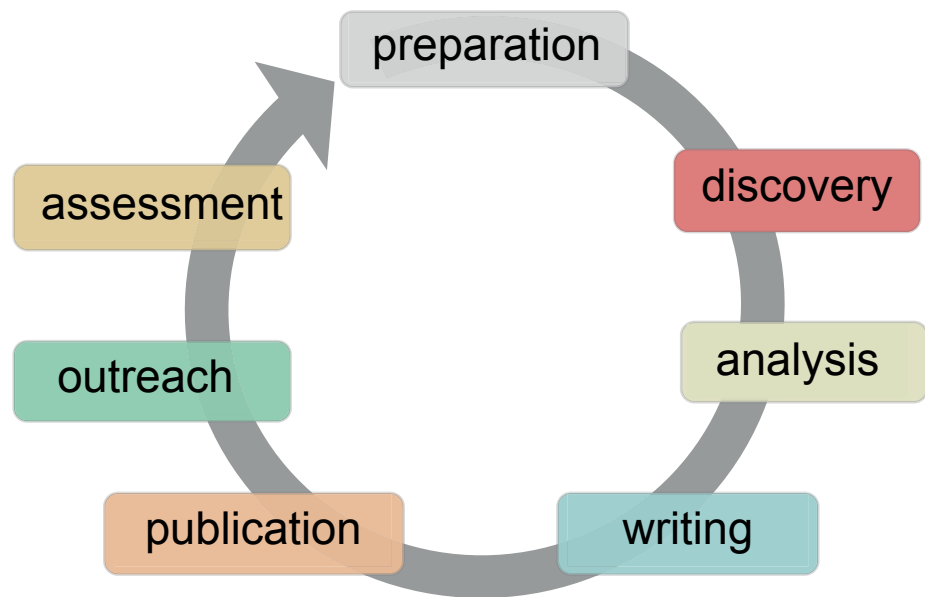 preparation
discovery
analysis
writing
publication
outreach
assessment